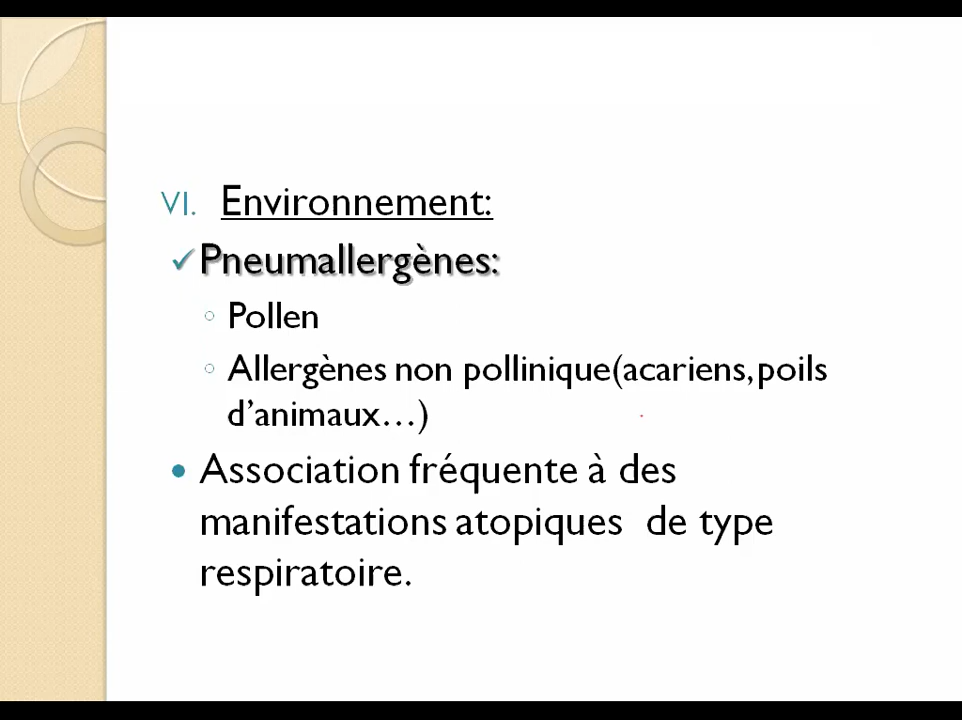 VI. Environnement:
✓Pneumallergènes:
◦ Pollen
◦ Allergènes non pollinique(acariens,poils
d'animaux…)
• Association fréquente à des
manifestations atopiques de type
respiratoire.